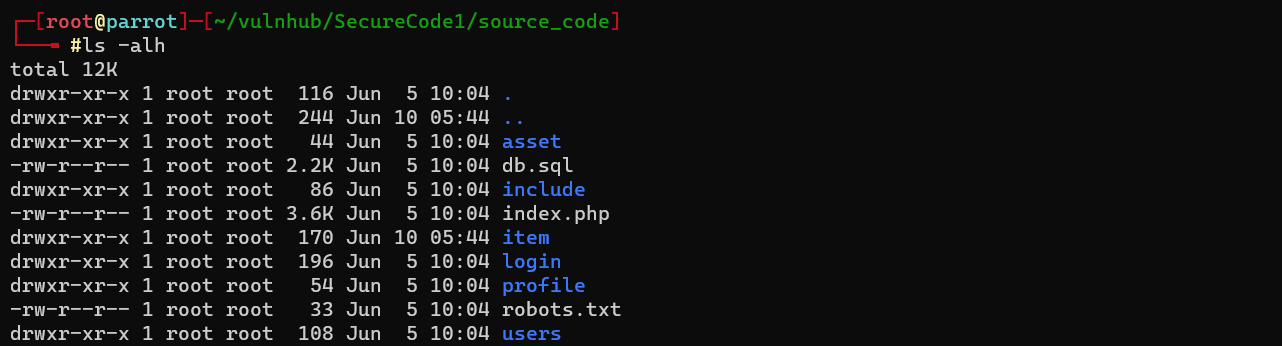 ┌─[root@parrot]─[~/vulnhub/SecureCode1/source_code]
└──╼ #ls -alh
total 12K
drwxr-xr-x 1 root root  116 Jun  5 10:04 .
drwxr-xr-x 1 root root  244 Jun 10 05:44 ..
drwxr-xr-x 1 root root   44 Jun  5 10:04 asset
-rw-r--r-- 1 root root 2.2K Jun  5 10:04 db.sql
drwxr-xr-x 1 root root   86 Jun  5 10:04 include
-rw-r--r-- 1 root root 3.6K Jun  5 10:04 index.php
drwxr-xr-x 1 root root  170 Jun 10 05:44 item
drwxr-xr-x 1 root root  196 Jun  5 10:04 login
drwxr-xr-x 1 root root   54 Jun  5 10:04 profile
-rw-r--r-- 1 root root   33 Jun  5 10:04 robots.txt
drwxr-xr-x 1 root root  108 Jun  5 10:04 users